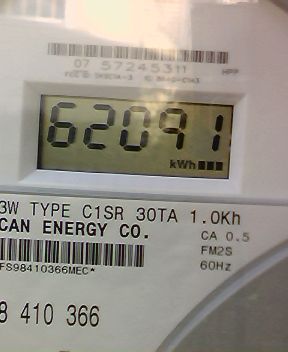 07 57245311
62091
kWh
3W TYPE C1SR 30TA 1.0Kh
CAN ENERGY CO.
CA 0.5
FM2S
60Hz
FS98410366MEC*
8 410 366